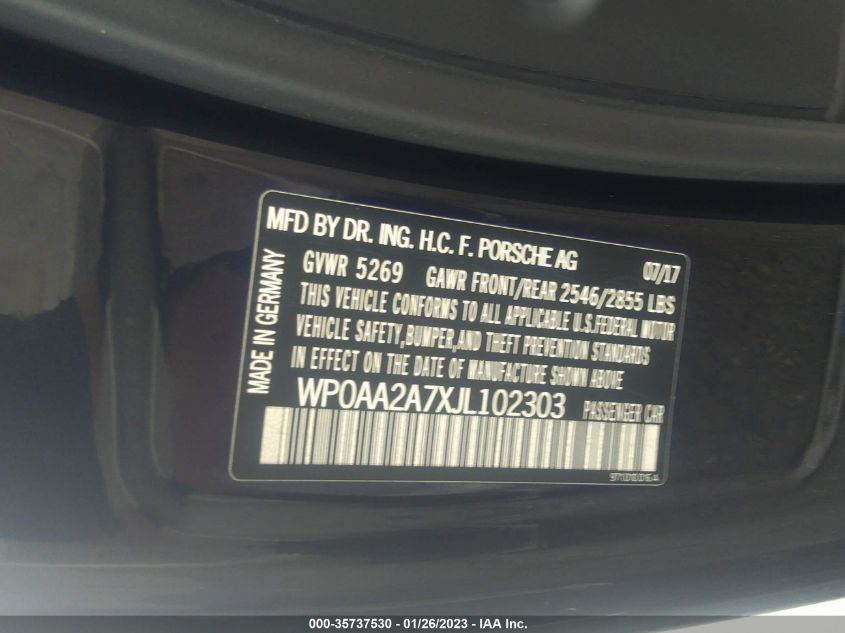 MFD BY DR. ING. H.C. F. PORSCHE AG 07/17
GVWR 5269 GAWR FRONT/REAR 2546/2855 LBS
THIS VEHICLE CONFORMS TO ALL APPLICABLE U.S.FEDERAL MOTOR
VEHICLE SAFETY,BUMPER,AND THEFT PREVENTION STANDARDS
IN EFFECT ON THE DATE OF MANUFACTURE SHOWN ABOVE
WP0AA2A7XJL102303 PASSENGER CAR
MADE IN GERMANY
000-35737530 - 01/26/2023 - IAA Inc.